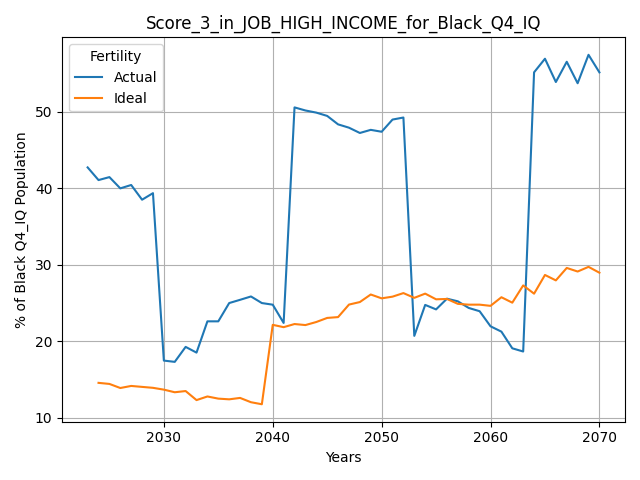 Score_3_in_JOB_HIGH_INCOME_for_Black_Q4_IQ
Fertility
Actual
Ideal
% of Black Q4_IQ Population
50
40
30
20
10
2030 2040 2050 2060 2070
Years